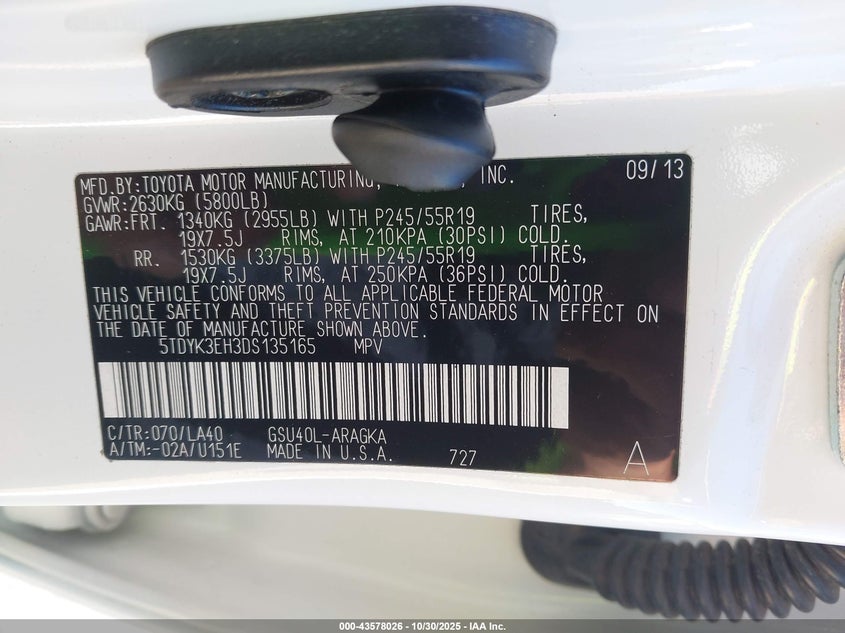 MFD.BY:TOYOTA MOTOR MANUFACTURING, INC. 09/13
GVWR:2630KG (5800LB)
GAWR:FRT. 1340KG (2955LB) WITH P245/55R19 TIRES,
19X7.5J RIMS, AT 210KPA (30PSI) COLD.
RR. 1530KG (3375LB) WITH P245/55R19 TIRES,
19X7.5J RIMS, AT 250KPA (36PSI) COLD.
THIS VEHICLE CONFORMS TO ALL APPLICABLE FEDERAL MOTOR
VEHICLE SAFETY AND THEFT PREVENTION STANDARDS IN EFFECT ON
THE DATE OF MANUFACTURE SHOWN ABOVE.
5TDYK3EH3DS135165 MPV
C/TR:070/LA40 GSU40L-ARAGKA
A/TM:-02A/U151E MADE IN U.S.A. 727 A
000-43578026 - 10/30/2025 - IAA Inc.